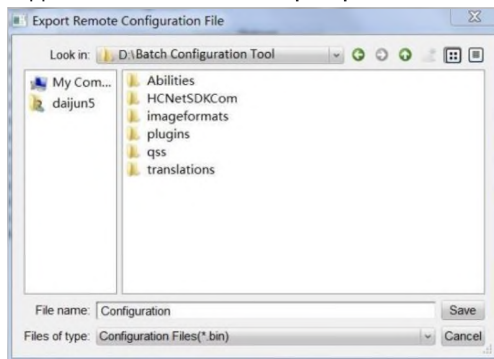 Export Remote Configuration File
Look in: D:\Batch Configuration Tool
My Com... Abilities
daijun5 HCNetSDKCom
imageformats
plugins
qss
translations
File name: Configuration Save
Files of type: Configuration Files(*.bin) Cancel